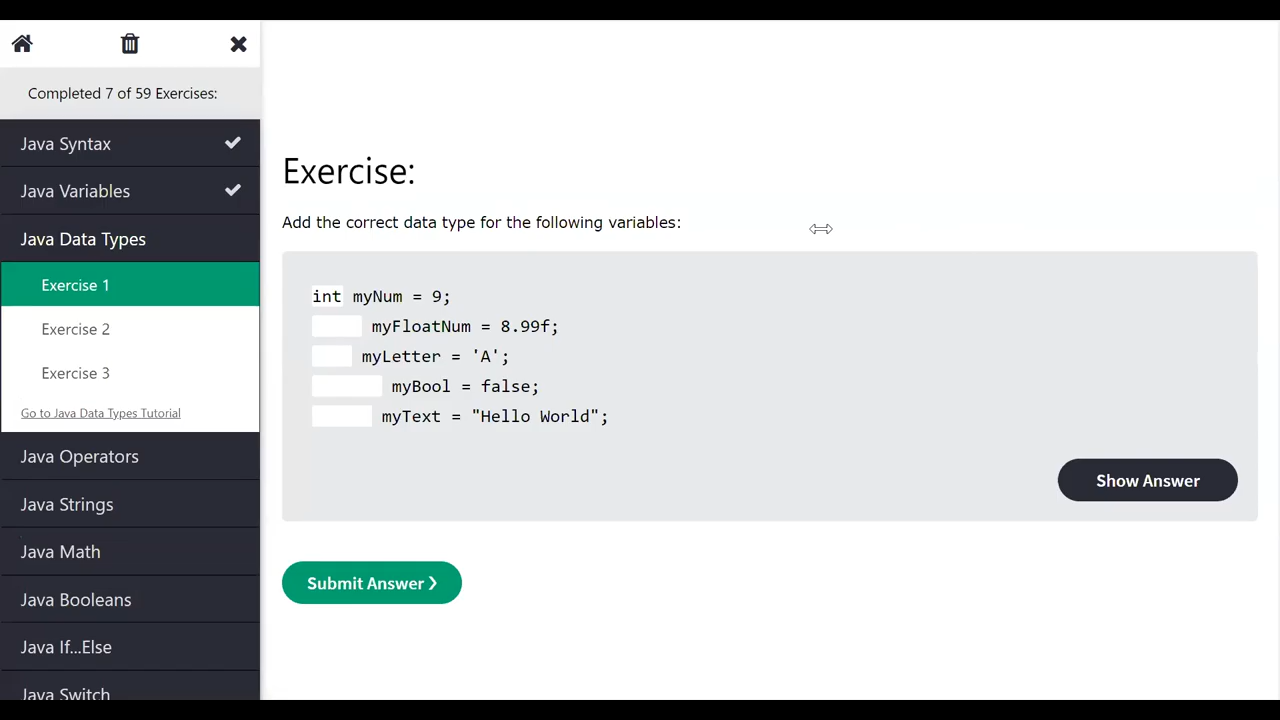 Completed 7 of 59 Exercises:
Java Syntax
Java Variables
Java Data Types
Exercise 1
Exercise 2
Exercise 3
Go to Java Data Types Tutorial
Java Operators
Java Strings
Java Math
Java Booleans
Java If...Else
Java Switch
Exercise:
Add the correct data type for the following variables:
int myNum = 9;
myFloatNum = 8.99f;
myLetter = 'A';
myBool = false;
myText = "Hello World";
Show Answer
Submit Answer ❯